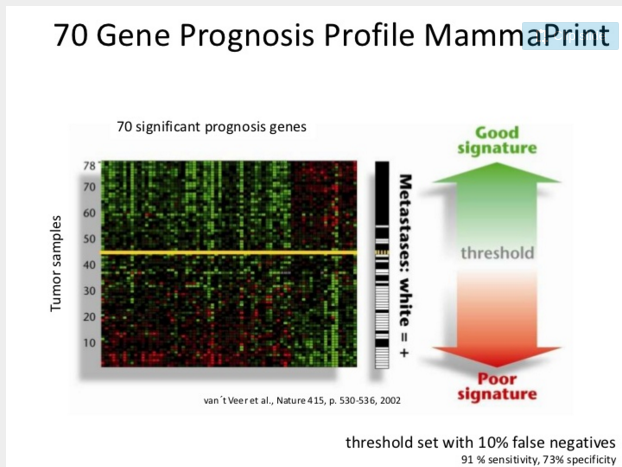 70 Gene Prognosis Profile MammaPrint
70 significant prognosis genes
Tumor samples
78
70
60
50
40
30
20
10
Metastases: white = +
Good
signature
threshold
Poor
signature
van´t Veer et al., Nature 415, p. 530-536, 2002
threshold set with 10% false negatives
91 % sensitivity, 73% specificity